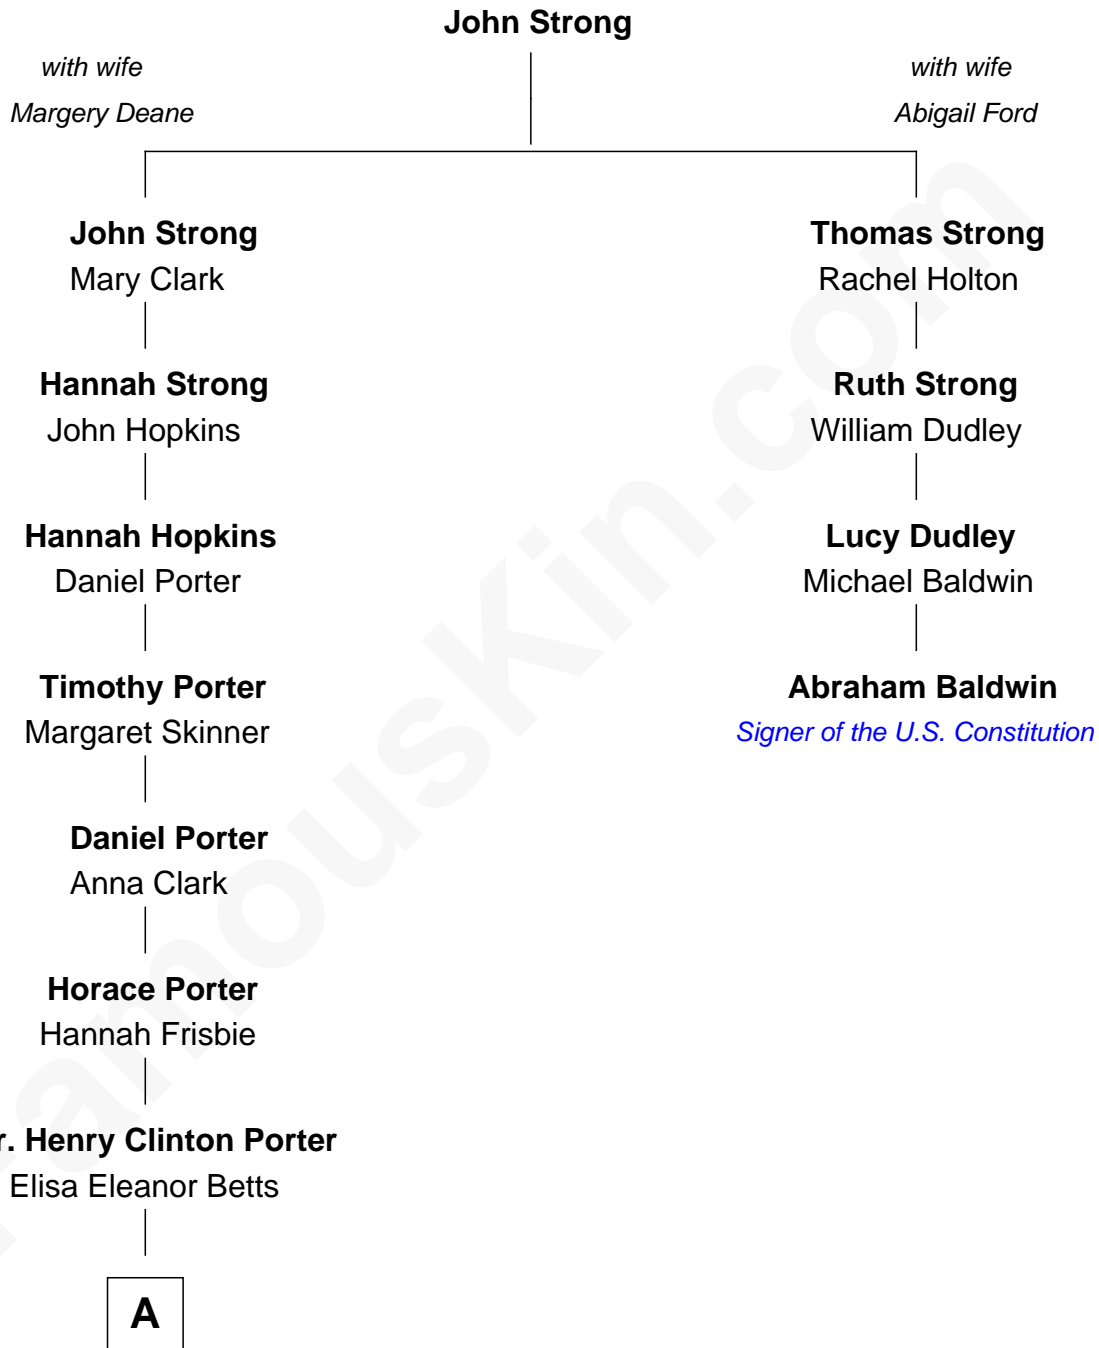 John Strong
with wife
Margery Deane
with wife
Abigail Ford
John Strong
Mary Clark
Thomas Strong
Rachel Holton
Hannah Strong
John Hopkins
Ruth Strong
William Dudley
Hannah Hopkins
Daniel Porter
Lucy Dudley
Michael Baldwin
Timothy Porter
Margaret Skinner
Abraham Baldwin
Signer of the U.S. Constitution
Daniel Porter
Anna Clark
Horace Porter
Hannah Frisbie
r. Henry Clinton Porter
Elisa Eleanor Betts
A
FamousKin.com